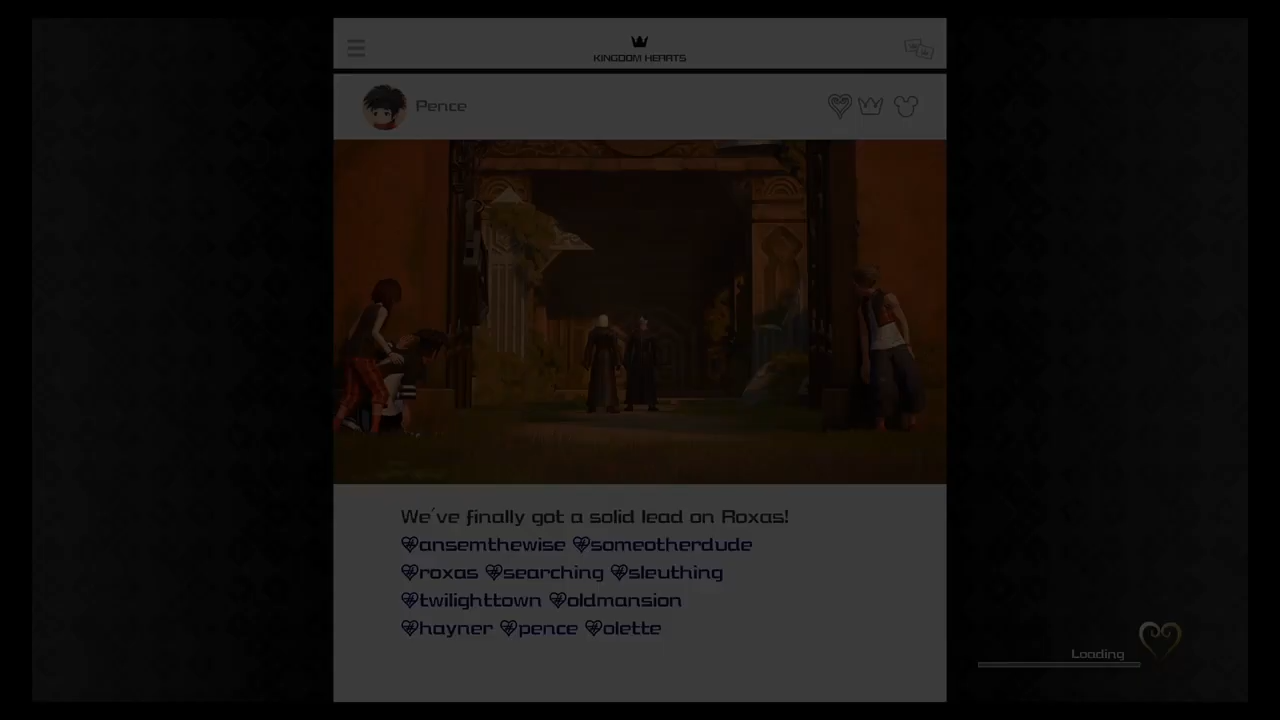 KINGDOM HEARTS
Pence
We've finally got a solid lead on Roxas!
#ansemthewise #someotherdude
#roxas #searching #sleuthing
#twilighttown #oldmansion
#hayner #pence #olette
Loading